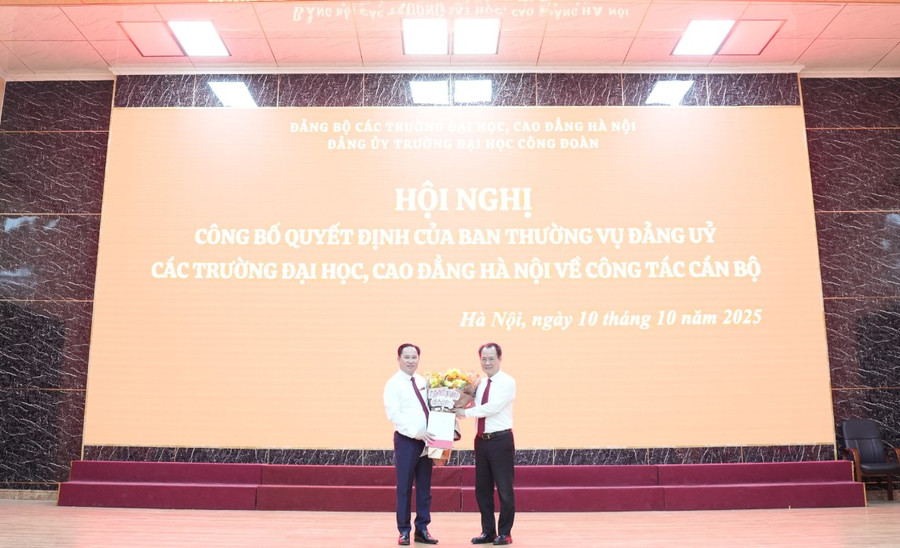 ĐẢNG BỘ CÁC TRƯỜNG ĐẠI HỌC, CAO ĐẲNG HÀ NỘI
ĐẢNG ỦY TRƯỜNG ĐẠI HỌC CÔNG ĐOÀN
HỘI NGHỊ
CÔNG BỐ QUYẾT ĐỊNH CỦA BAN THƯỜNG VỤ ĐẢNG UỶ
CÁC TRƯỜNG ĐẠI HỌC, CAO ĐẲNG HÀ NỘI VỀ CÔNG TÁC CÁN BỘ
Hà Nội, ngày 10 tháng 10 năm 2025